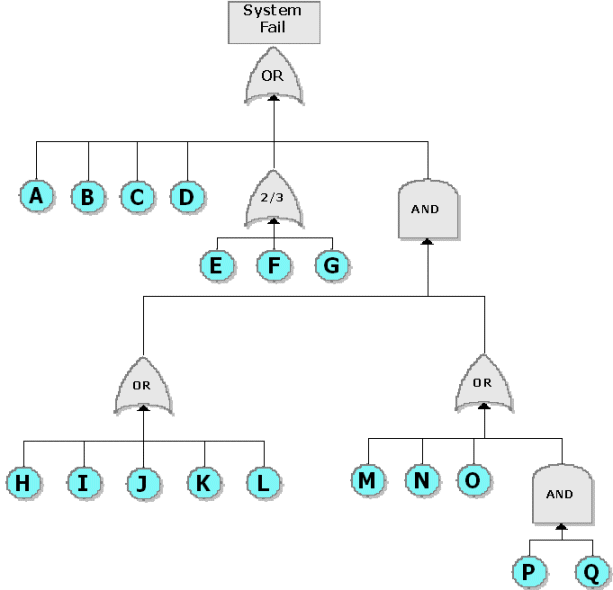 System
Fail
OR
A B C D 2/3 AND
E F G
OR OR
H I J K L M N O AND
P Q